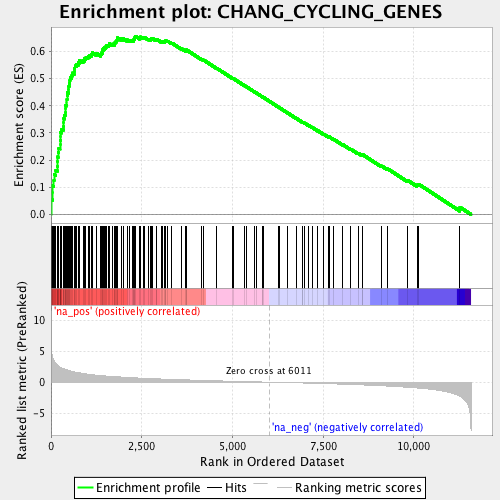 Enrichment plot: CHANG_CYCLING_GENES
Enrichment score (ES)
0.6
0.5
0.4
0.3
0.2
0.1
0.0
'na_pos' (positively correlated)
Ranked list metric (PreRanked)
10
5
0
-5
Zero cross at 6011
'na_neg' (negatively correlated)
0
2,500
5,000
7,500
10,000
Rank in Ordered Dataset
Enrichment profile
Hits
Ranking metric scores